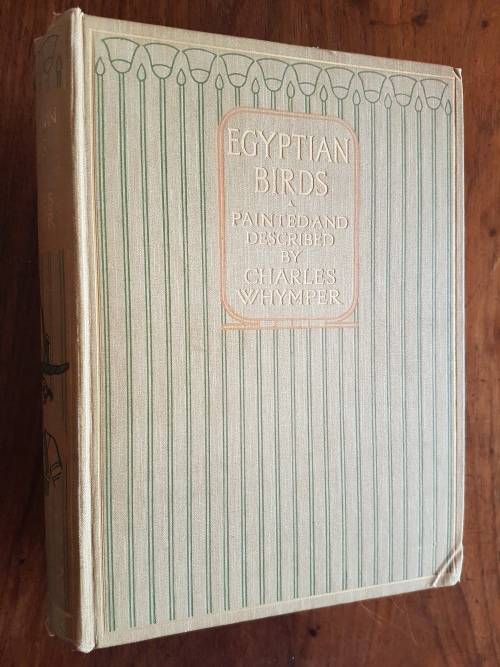 EGYPTIAN
BIRDS
PAINTED AND
DESCRIBED
BY
CHARLES
WHYMPER